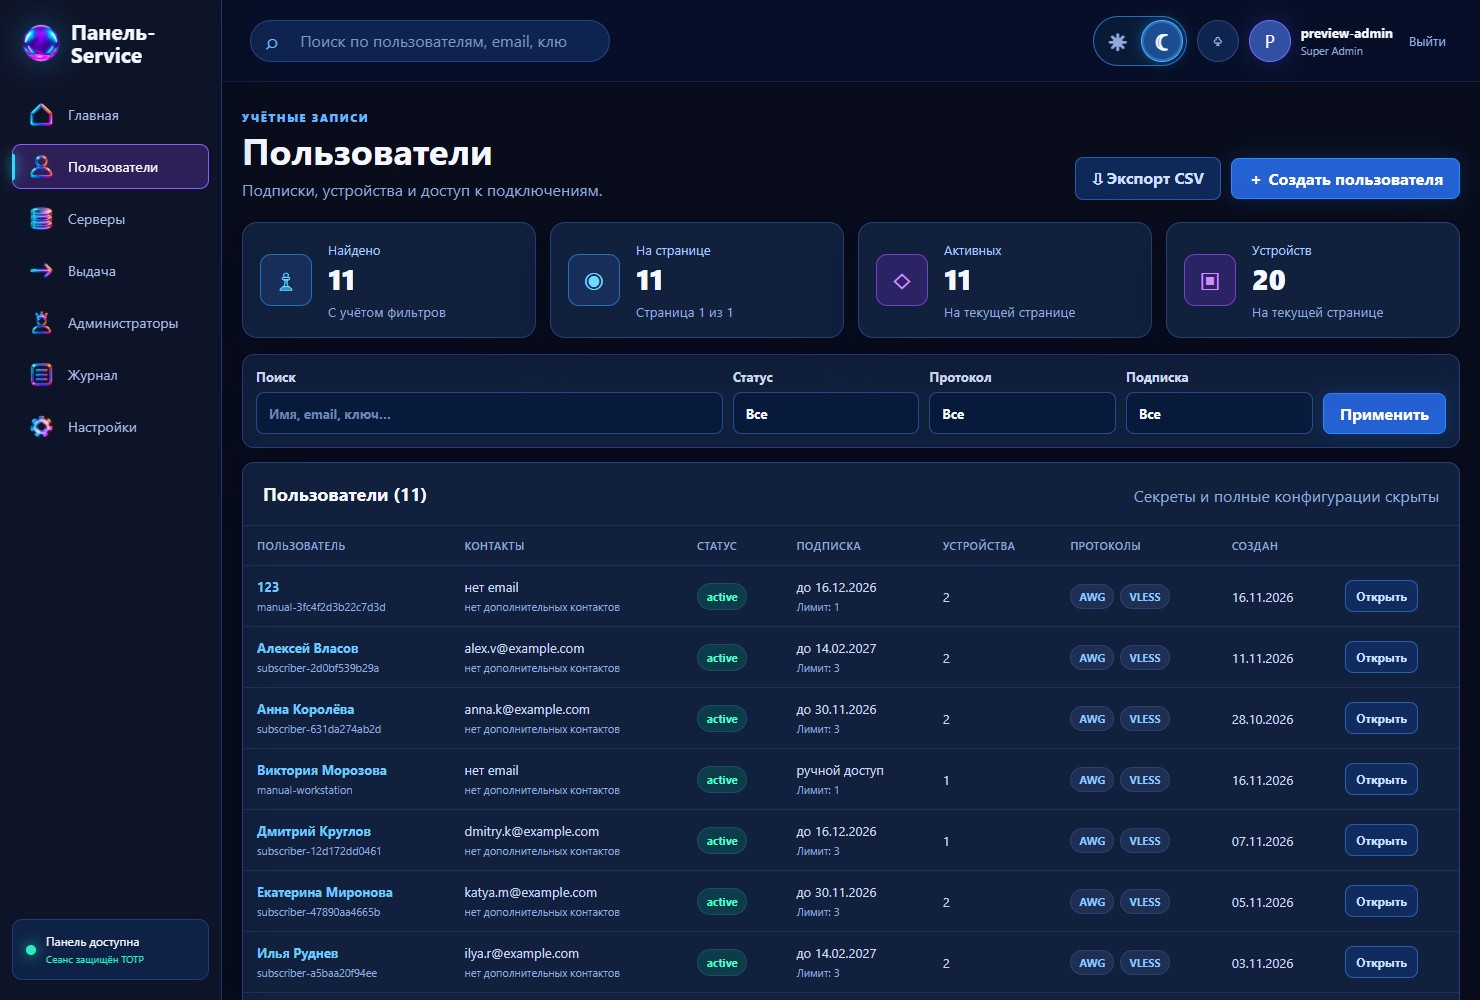 Панель-
Service
Поиск по пользователям, email, клю
P
preview-admin
Super Admin
Выйти
Главная
Пользователи
Серверы
Выдача
Администраторы
Журнал
Настройки
Панель доступна
Сеанс защищён TOTP
УЧЁТНЫЕ ЗАПИСИ
Пользователи
Подписки, устройства и доступ к подключениям.
⇩ Экспорт CSV
+ Создать пользователя
Найдено
11
С учётом фильтров
На странице
11
Страница 1 из 1
Активных
11
На текущей странице
Устройств
20
На текущей странице
Поиск
Имя, email, ключ...
Статус
Все
Протокол
Все
Подписка
Все
Применить
Пользователи (11)
Секреты и полные конфигурации скрыты
ПОЛЬЗОВАТЕЛЬ КОНТАКТЫ СТАТУС ПОДПИСКА УСТРОЙСТВА ПРОТОКОЛЫ СОЗДАН
123 нет email active до 16.12.2026 2 AWG VLESS 16.11.2026 Открыть
manual-3fc4f2d3b22c7d3d нет дополнительных контактов Лимит: 1
Алексей Власов alex.v@example.com active до 14.02.2027 2 AWG VLESS 11.11.2026 Открыть
subscriber-2d0bf539b29a нет дополнительных контактов Лимит: 3
Анна Королёва anna.k@example.com active до 30.11.2026 2 AWG VLESS 28.10.2026 Открыть
subscriber-631da274ab2d нет дополнительных контактов Лимит: 3
Виктория Морозова нет email active ручной доступ 1 AWG VLESS 16.11.2026 Открыть
manual-workstation нет дополнительных контактов Лимит: 1
Дмитрий Круглов dmitry.k@example.com active до 16.12.2026 1 AWG VLESS 07.11.2026 Открыть
subscriber-12d172dd0461 нет дополнительных контактов Лимит: 3
Екатерина Миронова katya.m@example.com active до 30.11.2026 2 AWG VLESS 05.11.2026 Открыть
subscriber-47890aa4665b нет дополнительных контактов Лимит: 3
Илья Руднев ilya.r@example.com active до 14.02.2027 2 AWG VLESS 03.11.2026 Открыть
subscriber-a5baa20f94ee нет дополнительных контактов Лимит: 3